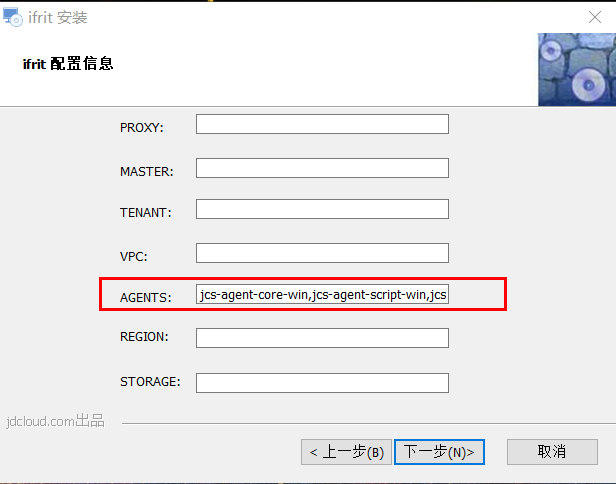 ifrit 安装
ifrit 配置信息
PROXY:
MASTER:
TENANT:
VPC:
AGENTS: jcs-agent-core-win,jcs-agent-script-win,jcs
REGION:
STORAGE:
jdcloud.com出品
< 上一步(B) 下一步(N)> 取消